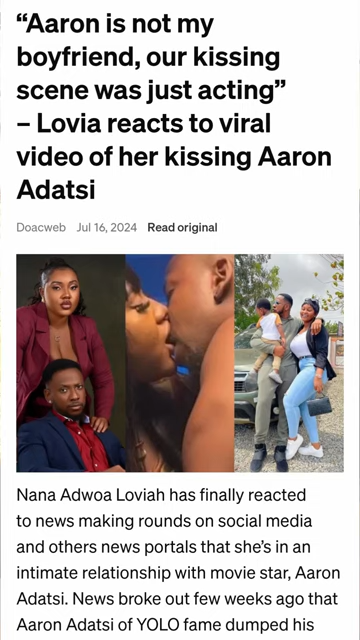 “Aaron is not my
boyfriend, our kissing
scene was just acting”
– Lovia reacts to viral
video of her kissing Aaron
Adatsi
Doacweb Jul 16, 2024 Read original
Nana Adwoa Loviah has finally reacted
to news making rounds on social media
and others news portals that she’s in an
intimate relationship with movie star, Aaron
Adatsi. News broke out few weeks ago that
Aaron Adatsi of YOLO fame dumped his